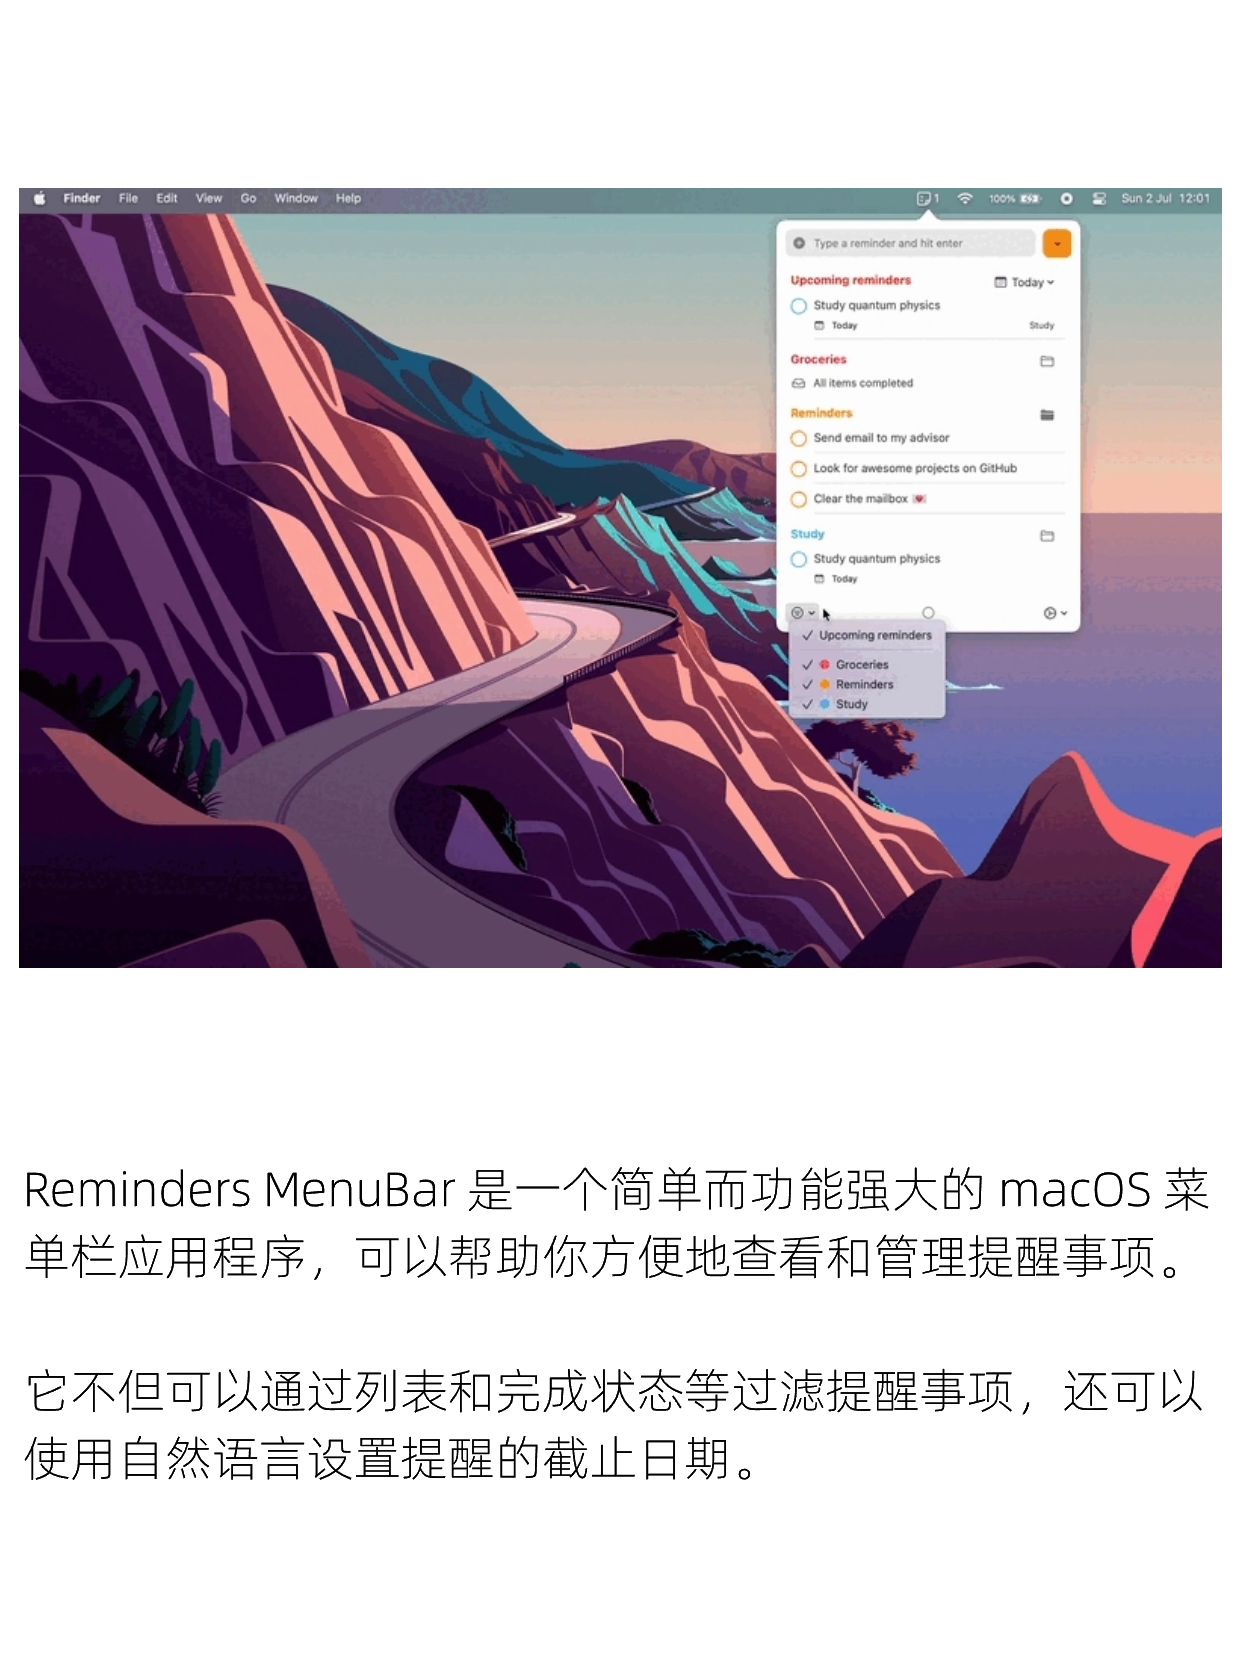 Finder File Edit View Go Window Help 1 100% Sun 2 Jul 12:01
Type a reminder and hit enter
Upcoming reminders Today
Study quantum physics
Today Study
Groceries
All items completed
Reminders
Send email to my advisor
Look for awesome projects on GitHub
Clear the mailbox 💌
Study
Study quantum physics
Today
Upcoming reminders
Groceries
Reminders
Study
Reminders MenuBar 是一个简单而功能强大的 macOS 菜
单栏应用程序，可以帮助你方便地查看和管理提醒事项。
它不但可以通过列表和完成状态等过滤提醒事项，还可以
使用自然语言设置提醒的截止日期。